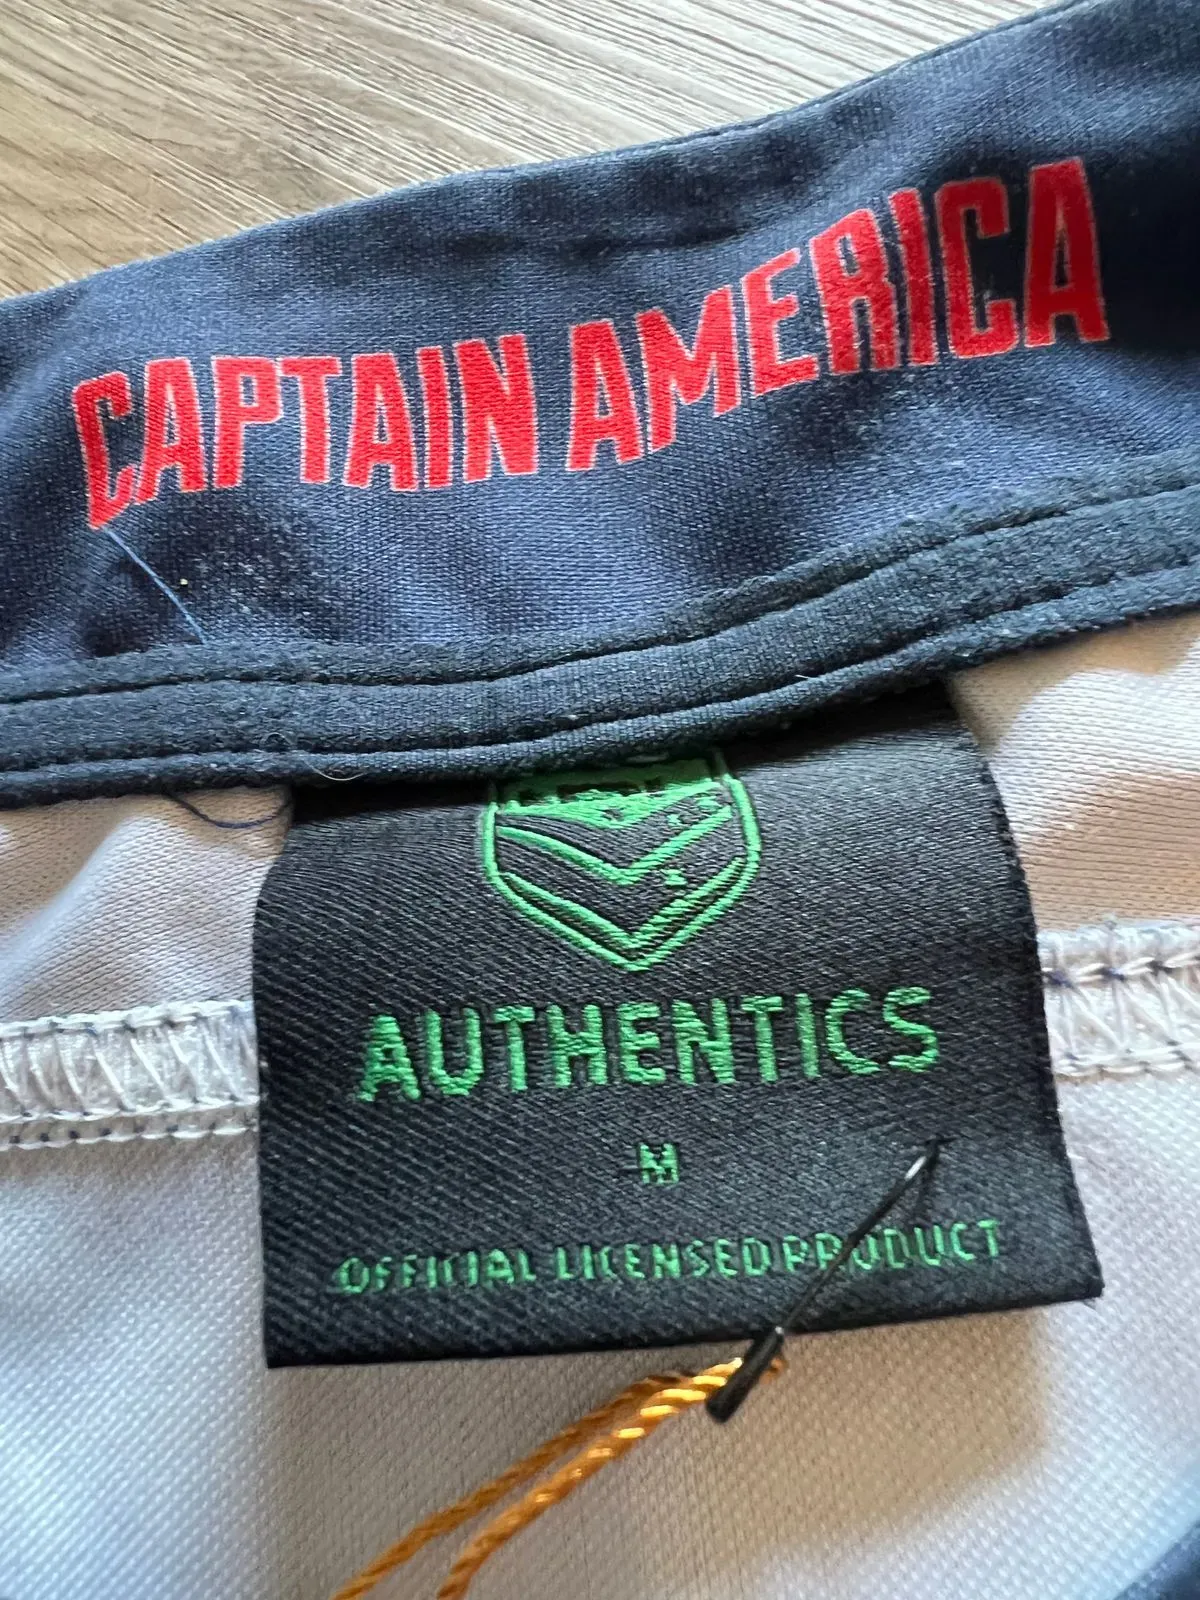 CAPTAIN AMERICA
AUTHENTICS
M
OFFICIAL LICENSED PRODUCT